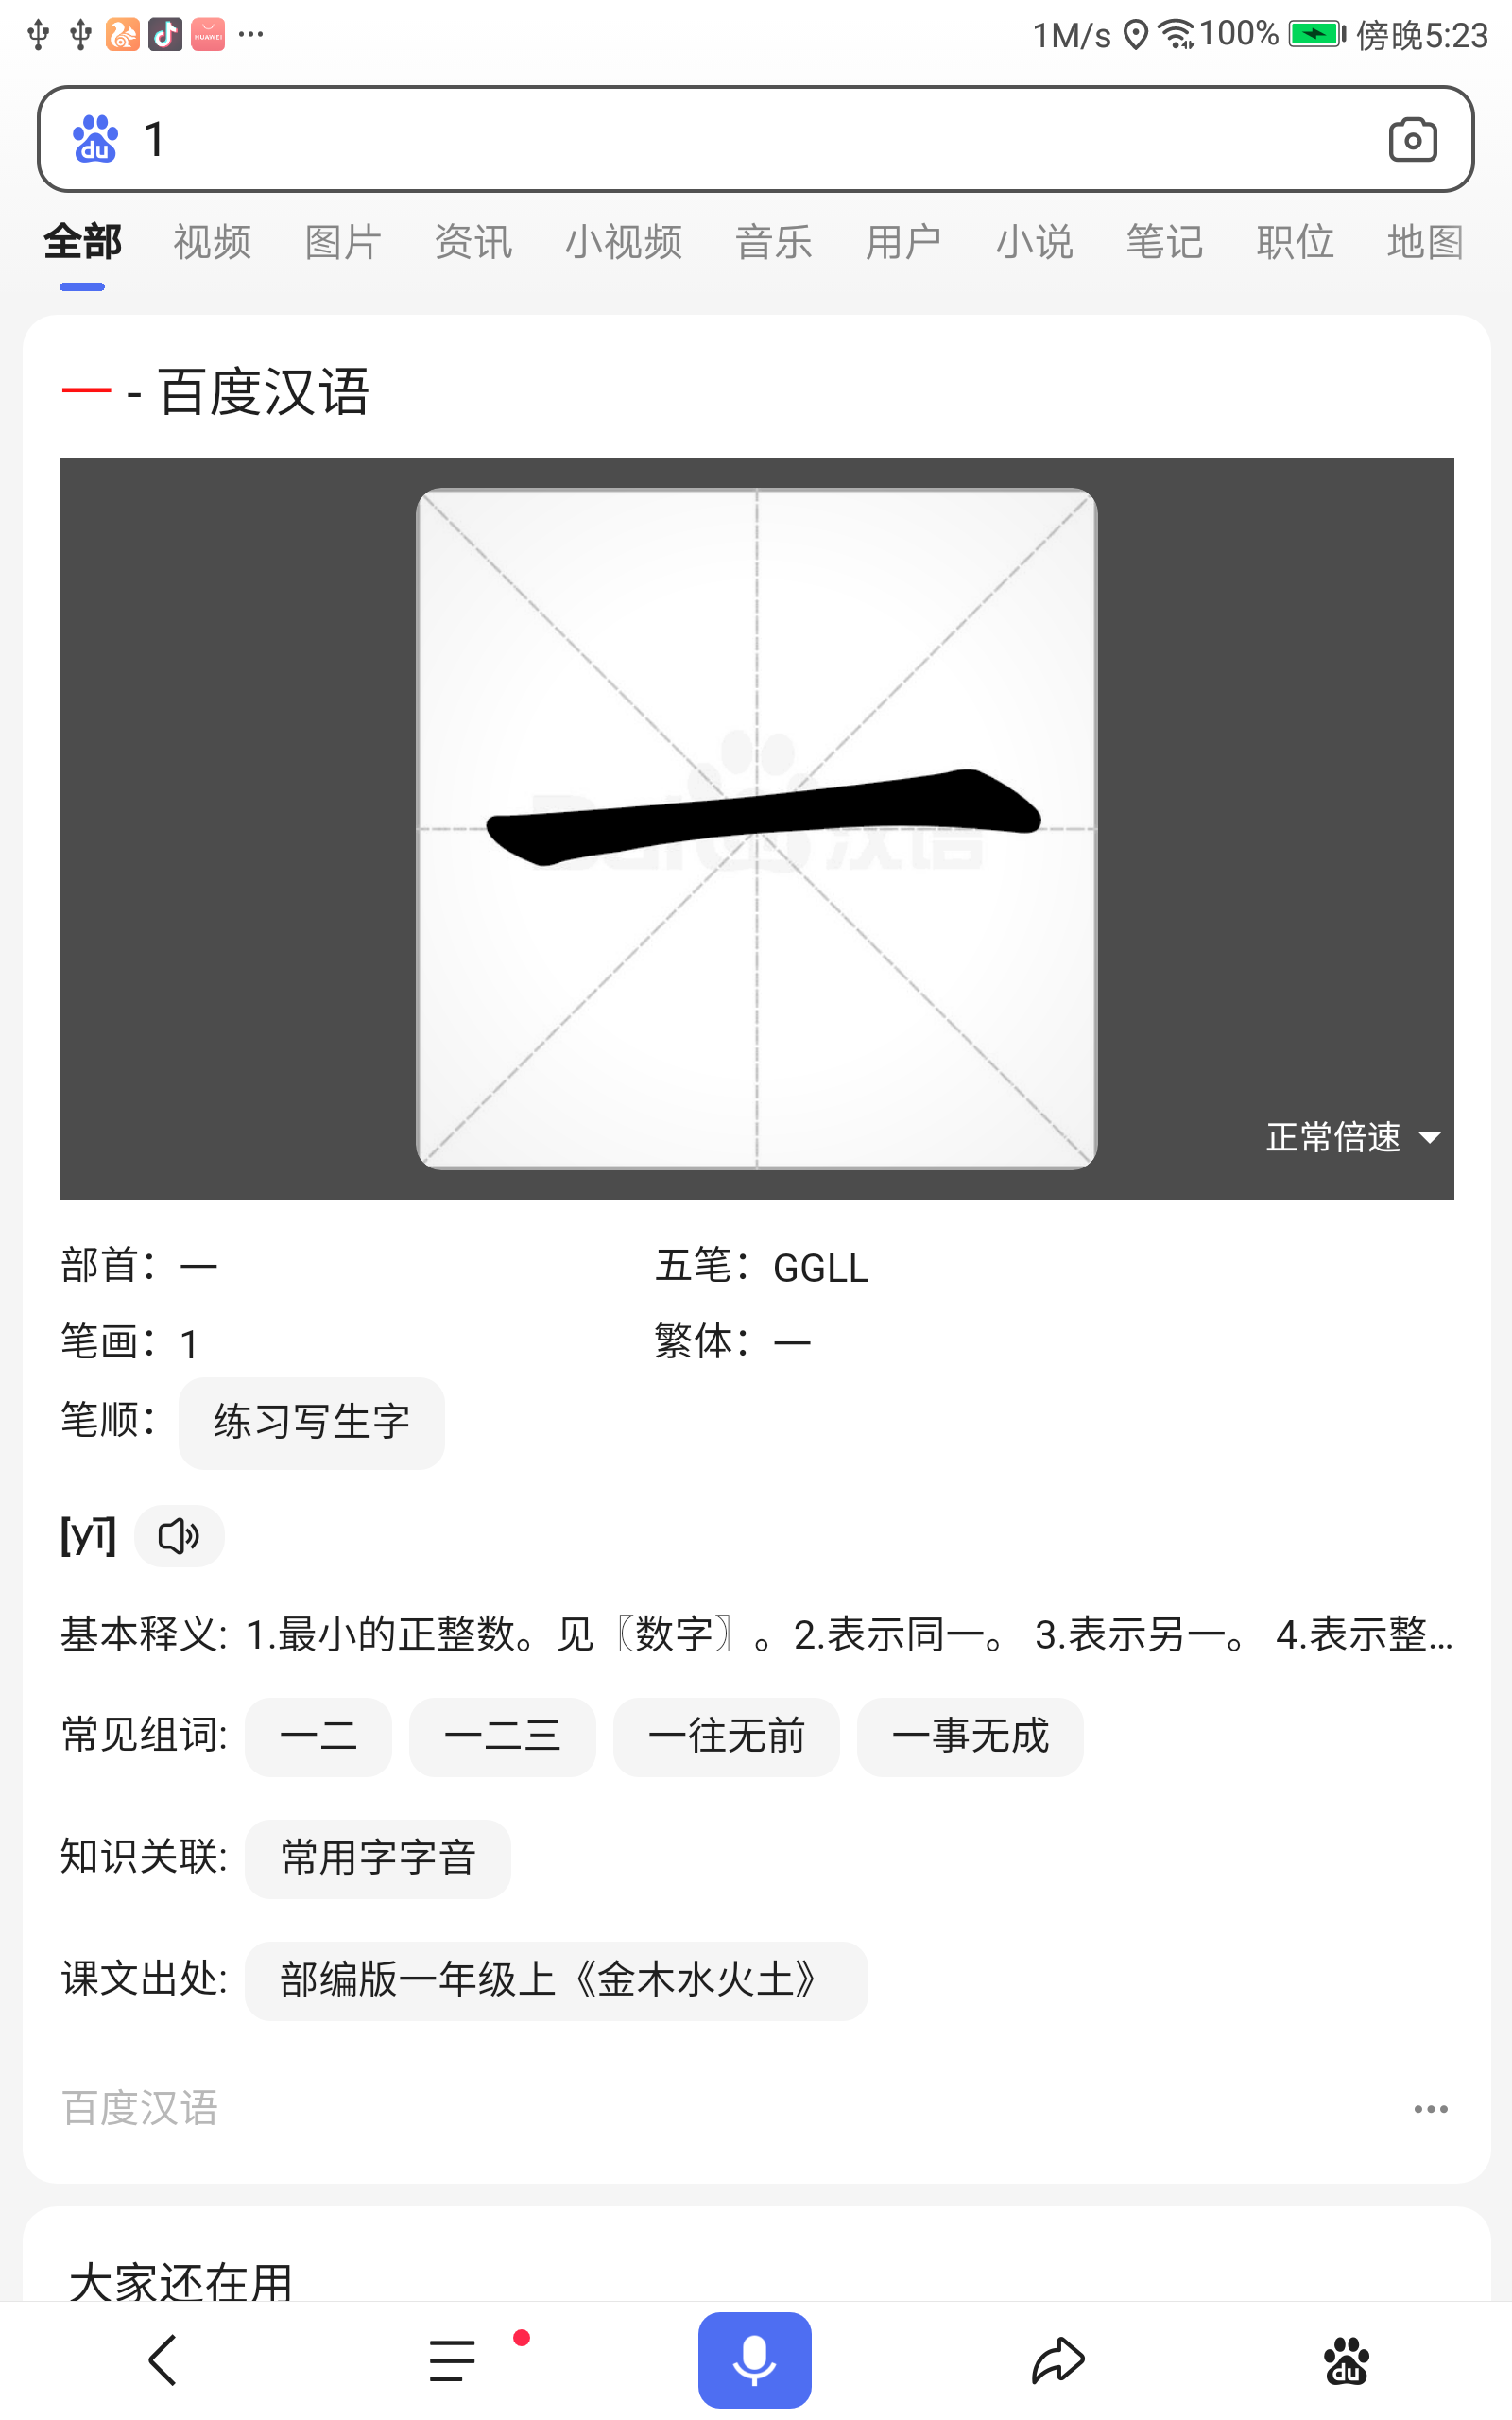 HUAWEI
1M/s 100% 傍晚5:23
du 1
全部 视频 图片 资讯 小视频 音乐 用户 小说 笔记 职位 地图
一 - 百度汉语
Bai 汉语
正常倍速
部首：一 五笔：GGLL
笔画：1 繁体：一
笔顺： 练习写生字
[yī]
基本释义: 1.最小的正整数。见〖数字〗。2.表示同一。 3.表示另一。 4.表示整...
常见组词: 一二 一二三 一往无前 一事无成
知识关联: 常用字字音
课文出处: 部编版一年级上《金木水火土》
百度汉语
大家还在用
du